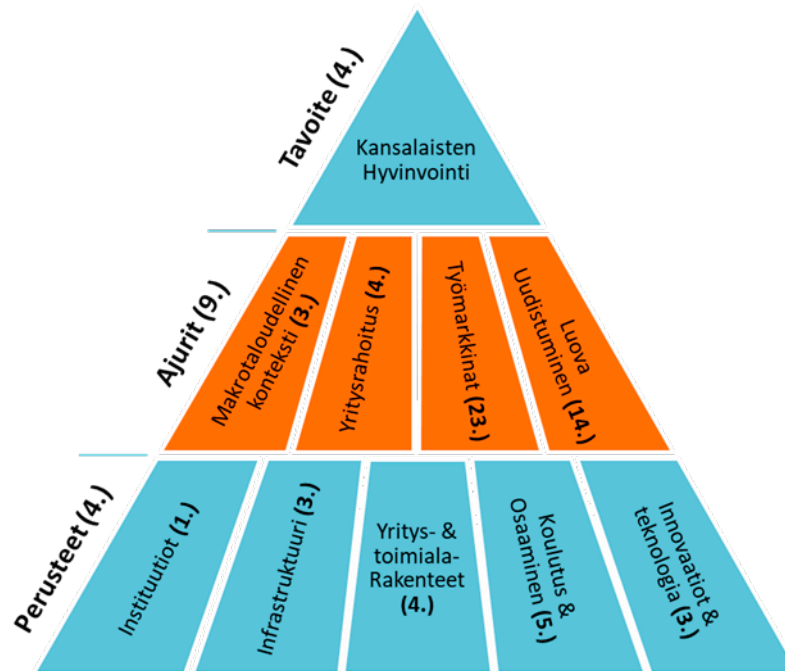 Tavoite (4.)
Kansalaisten
Hyvinvointi
Ajurit (9.)
Makrotaloudellinen
konteksti (3.)
Yritysrahoitus (4.)
Työmarkkinat
(23.)
Luova
Uudistuminen
(14.)
Perusteet (4.)
Instituutiot (1.)
Infrastruktuuri (3.)
Yritys- &
toimiala-
Rakenteet
(4.)
Koulutus &
Osaaminen
(5.)
Innovaatiot &
teknologia (3.)